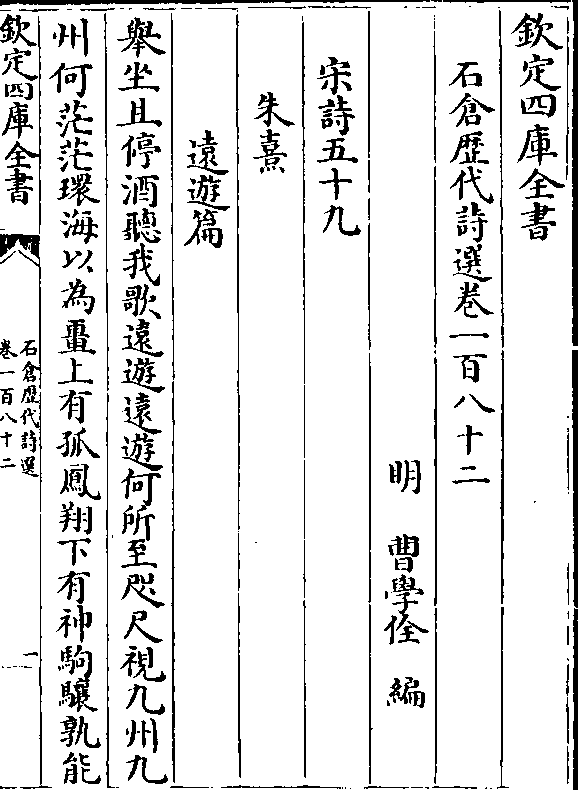 欽定四庫全書
石倉歴代詩選卷一百八十二
明 曹學佺 編
宋詩五十九
朱熹
遠遊篇
舉坐且停酒聽我歌遠遊遠遊何所至咫尺視九州九
州何茫茫環海以為畺上有孤鳳翔下有神駒驤孰能
欽定四庫全書
石倉歴代詩選
卷一百八十二
一